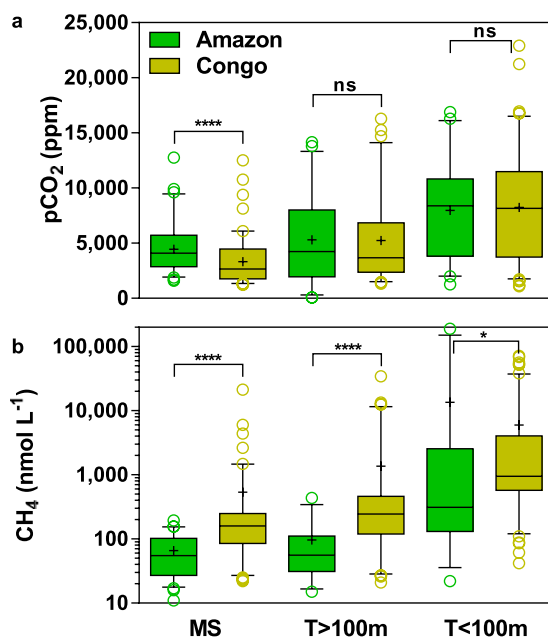 a
Amazon
Congo
ns
ns
****
25,000
20,000
15,000
10,000
5,000
0
pCO2 (ppm)
b
****
****
*
100,000
10,000
1,000
100
10
CH4 (nmol L-1)
MS
T>100m
T<100m